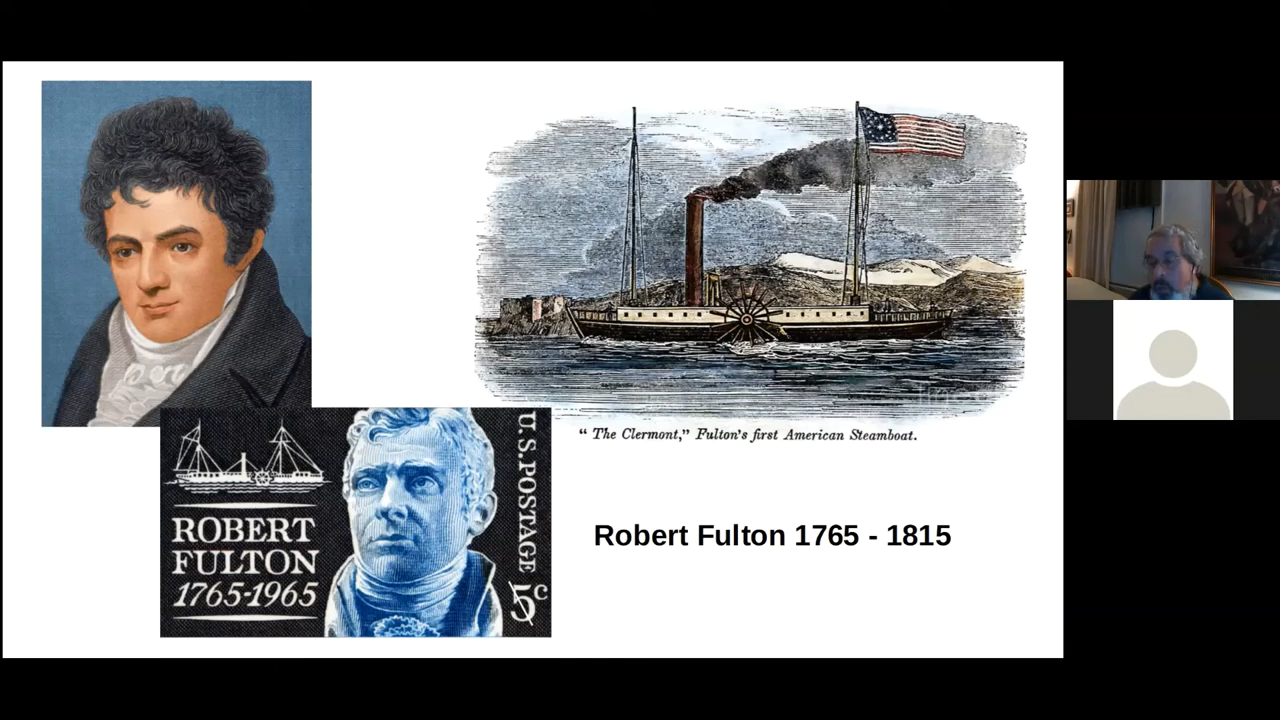 “ The Clermont,” Fulton's first American Steamboat.
ROBERT
FULTON
1765-1965
U.S.POSTAGE
5c
Robert Fulton 1765 - 1815